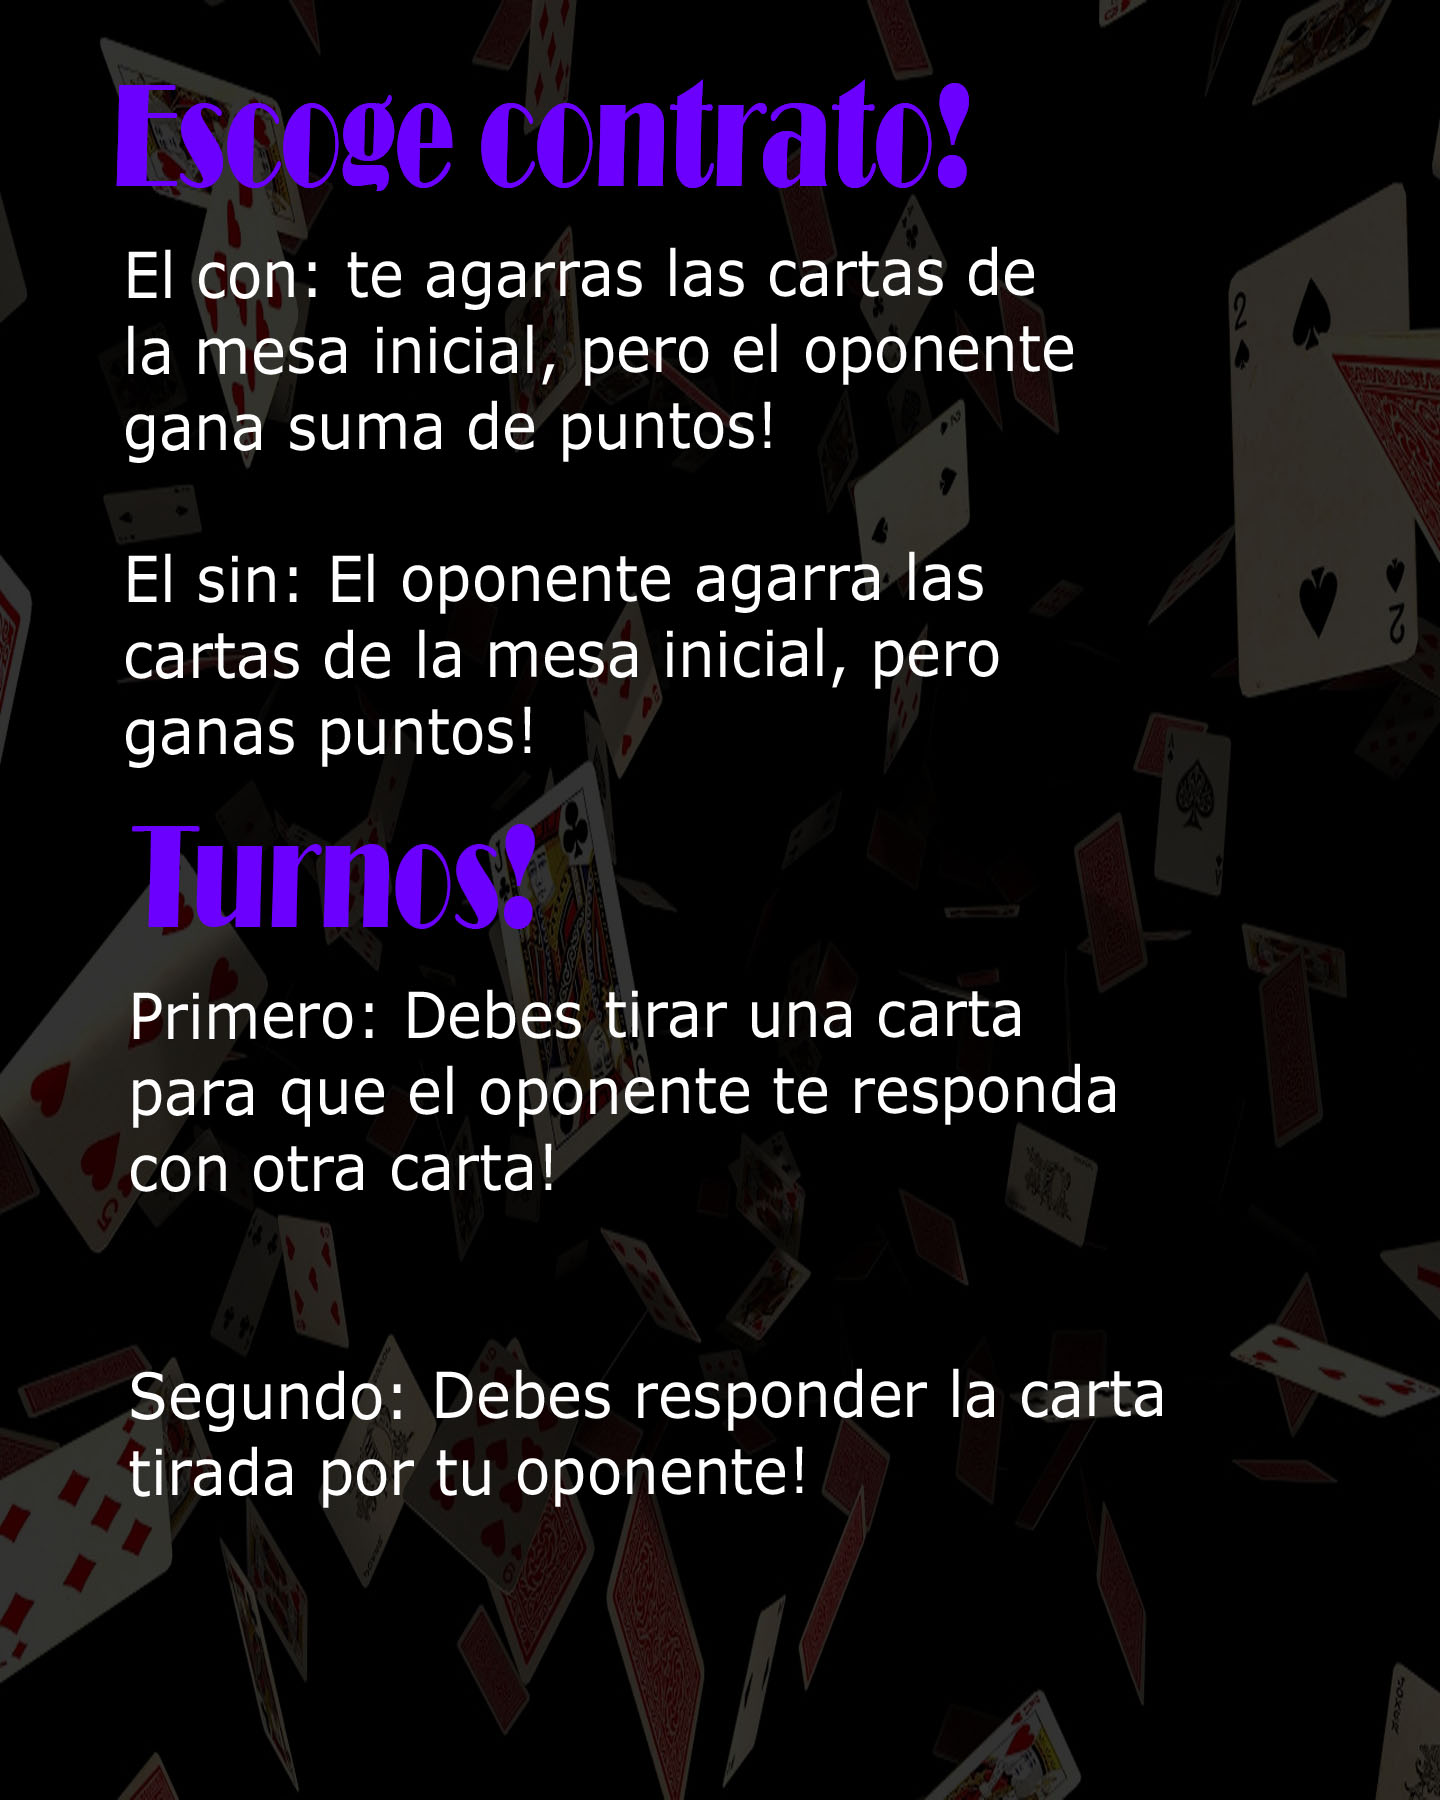 Escoge contrato!
El con: te agarras las cartas de
la mesa inicial, pero el oponente
gana suma de puntos!
El sin: El oponente agarra las
cartas de la mesa inicial, pero
ganas puntos!
Turnos!
Primero: Debes tirar una carta
para que el oponente te responda
con otra carta!
Segundo: Debes responder la carta
tirada por tu oponente!